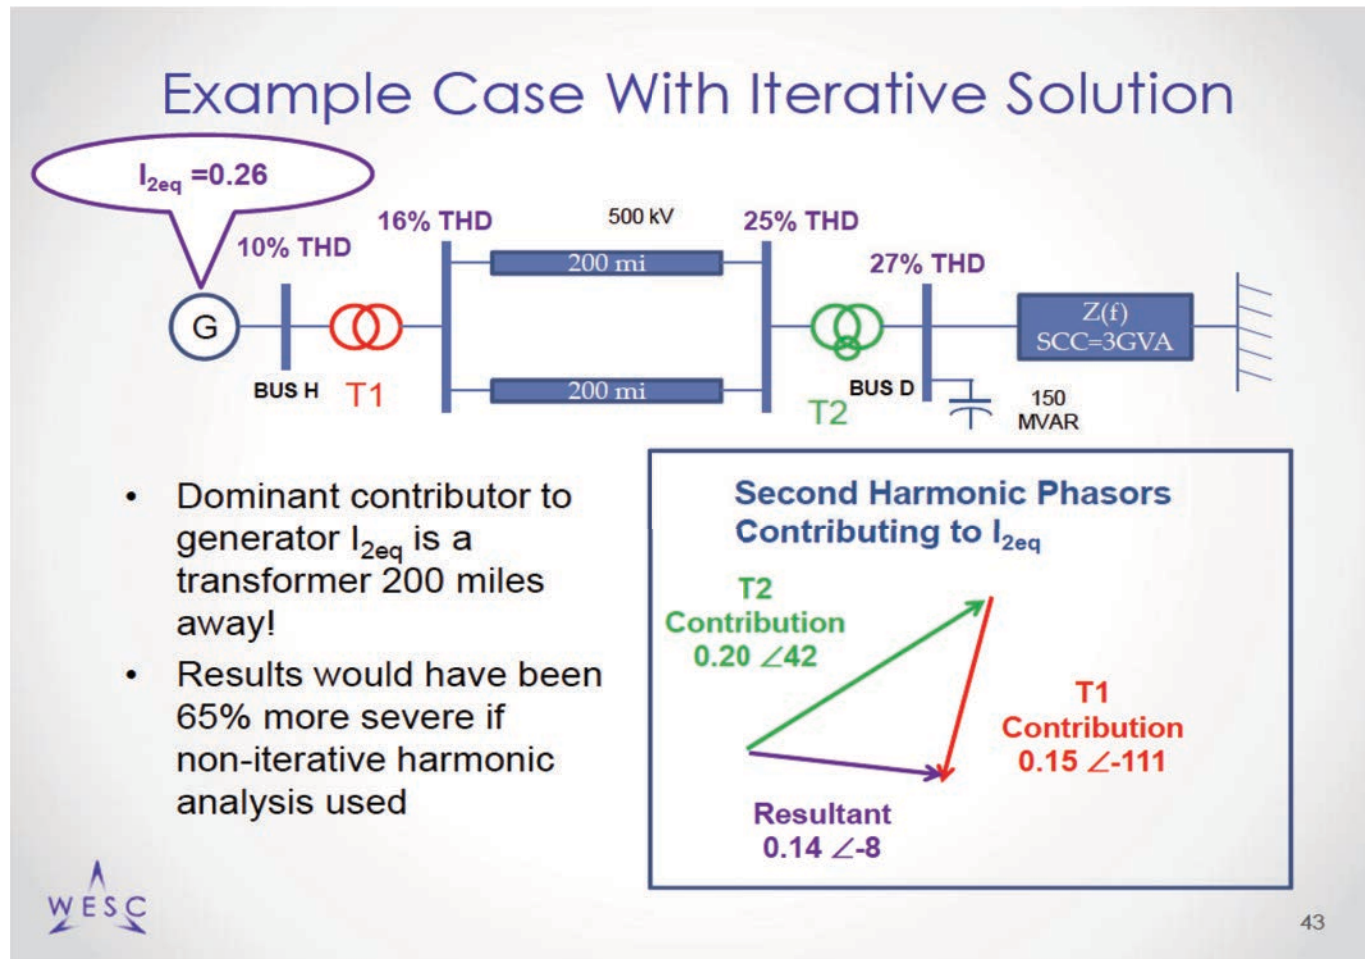 Example Case With Iterative Solution
I2eq =0.26
16% THD
500 kV
25% THD
10% THD
200 mi
27% THD
G
Z(f)
SCC=3GVA
BUS H
T1
200 mi
T2
BUS D
150
MVAR
• Dominant contributor to
generator I2eq is a
transformer 200 miles
away!
• Results would have been
65% more severe if
non-iterative harmonic
analysis used
Second Harmonic Phasors
Contributing to I2eq
T2
Contribution
0.20 ∠42
T1
Contribution
0.15 ∠-111
Resultant
0.14 ∠-8
WESC
43